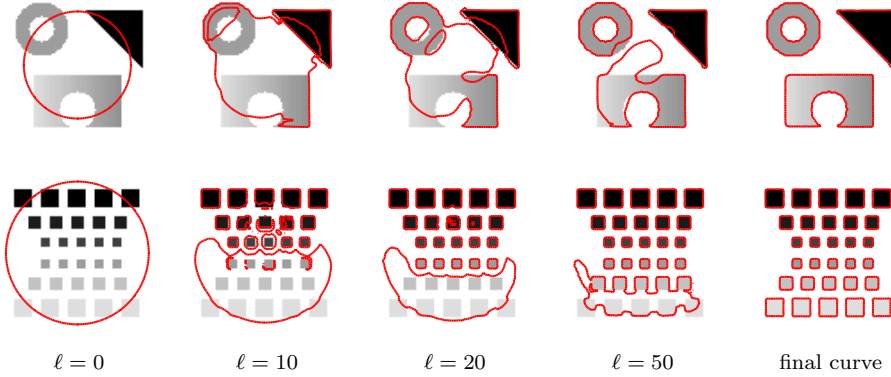 ℓ = 0 ℓ = 10 ℓ = 20 ℓ = 50 final curve